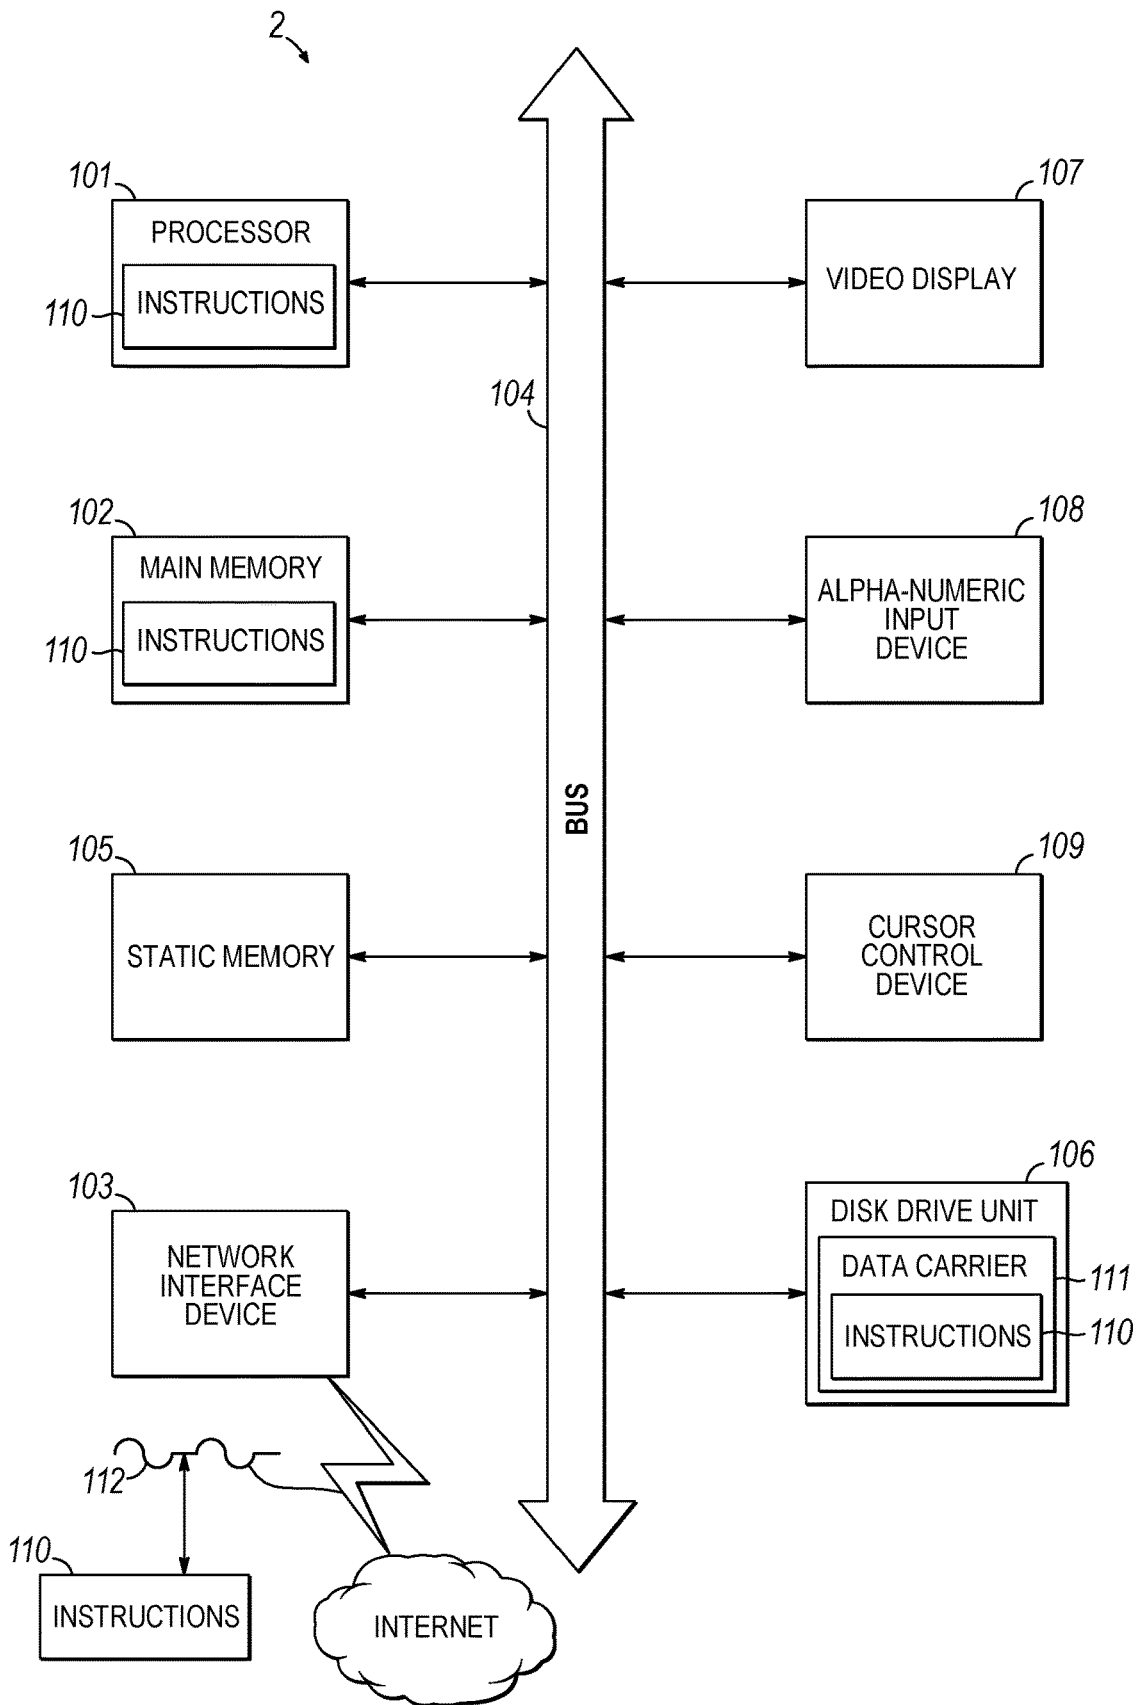 2
101
PROCESSOR
110
INSTRUCTIONS
107
VIDEO DISPLAY
104
102
MAIN MEMORY
110
INSTRUCTIONS
108
ALPHA-NUMERIC
INPUT
DEVICE
BUS
105
STATIC MEMORY
109
CURSOR
CONTROL
DEVICE
103
NETWORK
INTERFACE
DEVICE
106
DISK DRIVE UNIT
DATA CARRIER
111
INSTRUCTIONS
110
112
110
INSTRUCTIONS
INTERNET